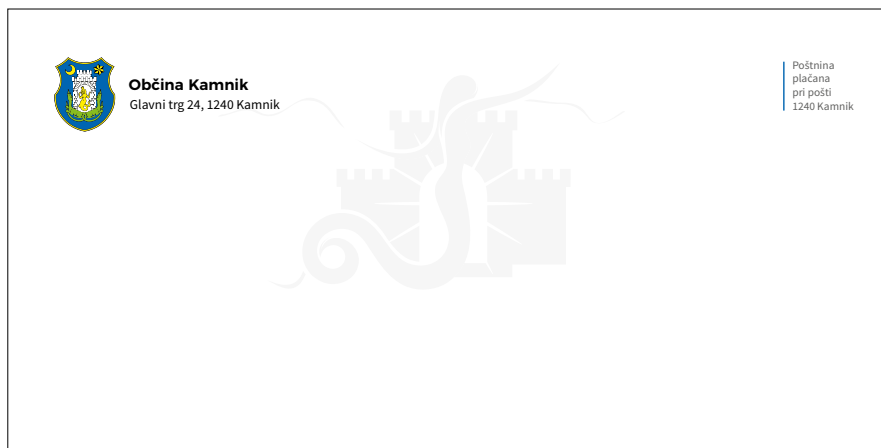 Občina Kamnik
Glavni trg 24, 1240 Kamnik
Poštnina
plačana
pri pošti
1240 Kamnik